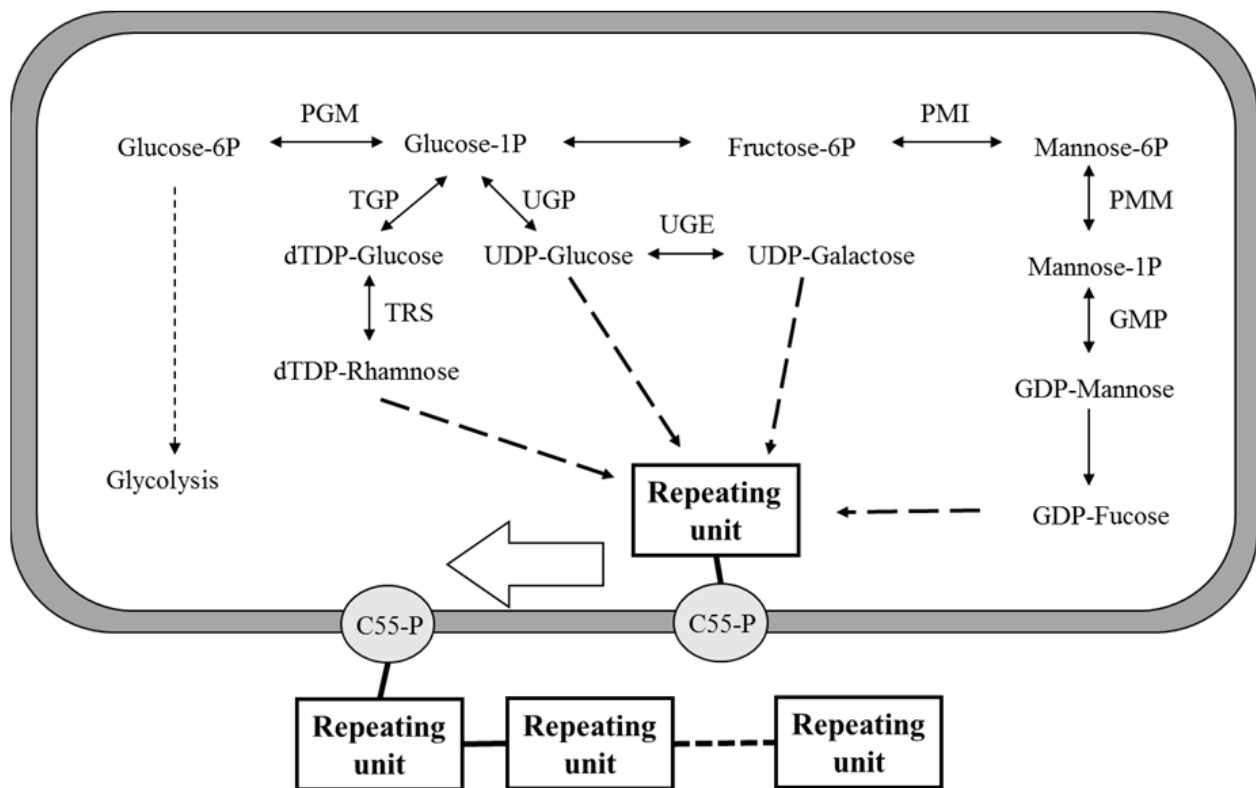 PGM
PMI
Glucose-6P
Glucose-1P
Fructose-6P
Mannose-6P
TGP
UGP
UGE
PMM
dTDP-Glucose
UDP-Glucose
UDP-Galactose
Mannose-1P
TRS
GMP
dTDP-Rhamnose
GDP-Mannose
Glycolysis
Repeating
unit
GDP-Fucose
C55-P
C55-P
Repeating
unit
Repeating
unit
Repeating
unit